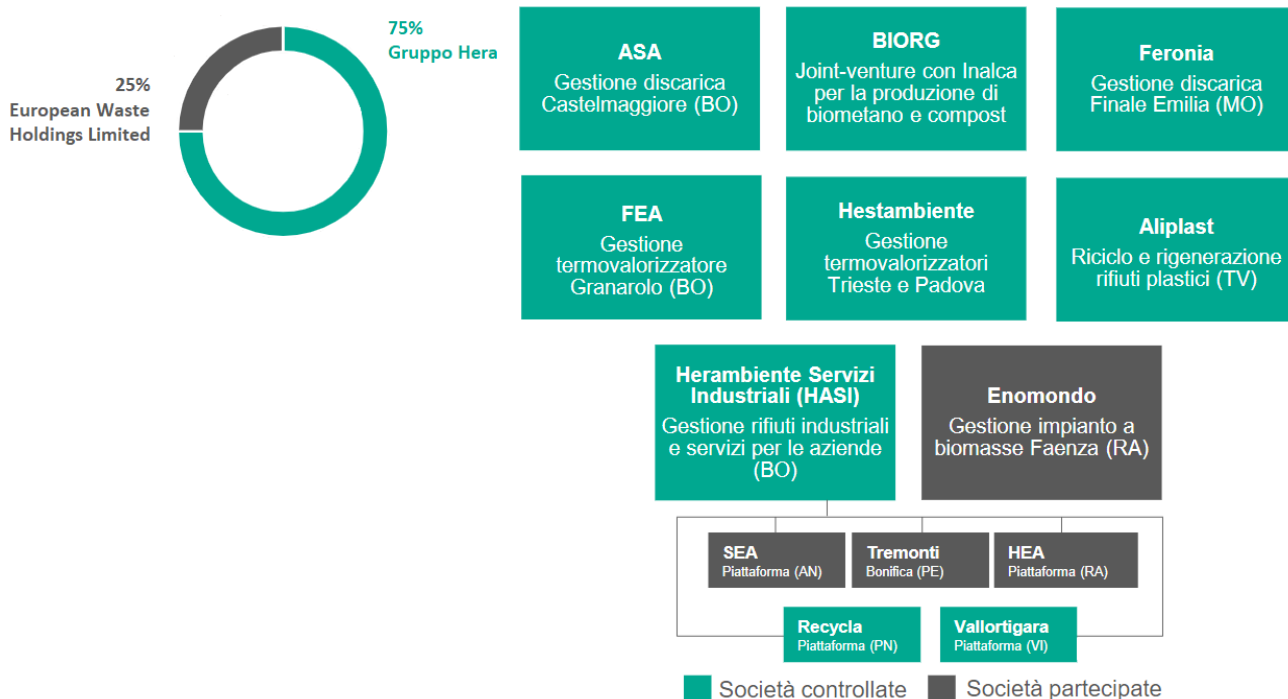 75%
Gruppo Hera
25%
European Waste
Holdings Limited
ASA
Gestione discarica
Castelmaggiore (BO)
BIORG
Joint-venture con Inalca
per la produzione di
biometano e compost
Feronia
Gestione discarica
Finale Emilia (MO)
FEA
Gestione
termovalorizzatore
Granarolo (BO)
Hestambiente
Gestione
termovalorizzatori
Trieste e Padova
Aliplast
Riciclo e rigenerazione
rifiuti plastici (TV)
Herambiente Servizi
Industriali (HASI)
Gestione rifiuti industriali
e servizi per le aziende
(BO)
Enomondo
Gestione impianto a
biomasse Faenza (RA)
SEA
Piattaforma (AN)
Tremonti
Bonifica (PE)
HEA
Piattaforma (RA)
Recycla
Piattaforma (PN)
Vallortigara
Piattaforma (VI)
Società controllate
Società partecipate